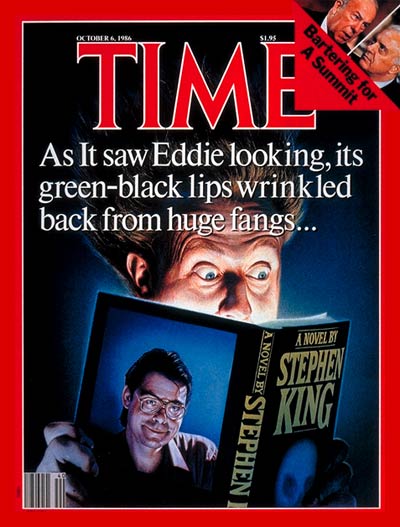 OCTOBER 6, 1986
$1.95
Bartering for
A Summit
TIME
As It saw Eddie looking, its
green-black lips wrinkled
back from huge fangs...
A NOVEL BY
STEPHEN
KING
A NOVEL BY
STEPHEN
40